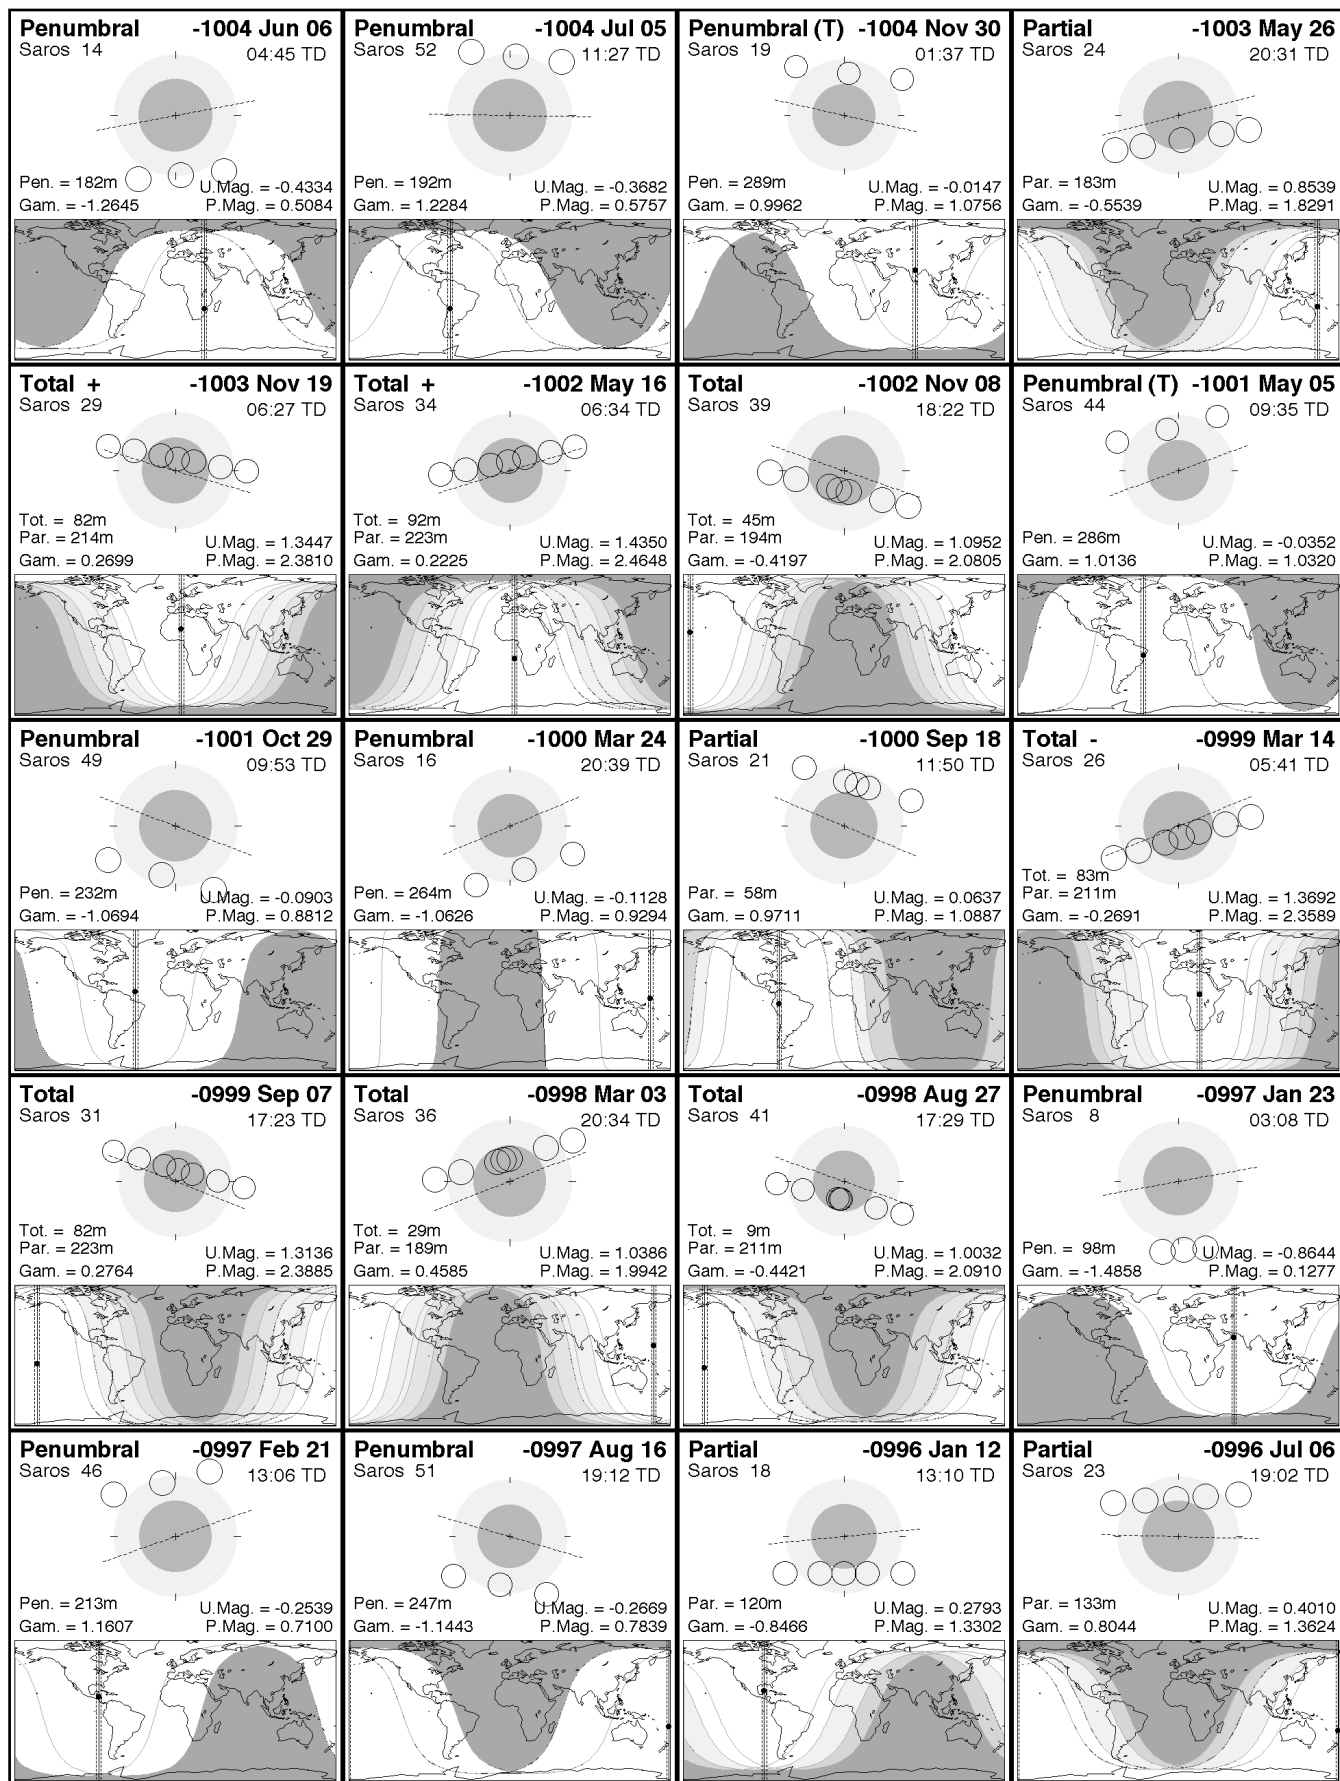 Penumbral -1004 Jun 06
Saros 14 04:45 TD
Pen. = 182m U.Mag. = -0.4334
Gam. = -1.2645 P.Mag. = 0.5084
Penumbral -1004 Jul 05
Saros 52 11:27 TD
Pen. = 192m U.Mag. = -0.3682
Gam. = 1.2284 P.Mag. = 0.5757
Penumbral (T) -1004 Nov 30
Saros 19 01:37 TD
Pen. = 289m U.Mag. = -0.0147
Gam. = 0.9962 P.Mag. = 1.0756
Partial -1003 May 26
Saros 24 20:31 TD
Par. = 183m U.Mag. = 0.8539
Gam. = -0.5539 P.Mag. = 1.8291
Total + -1003 Nov 19
Saros 29 06:27 TD
Tot. = 82m
Par. = 214m U.Mag. = 1.3447
Gam. = 0.2699 P.Mag. = 2.3810
Total + -1002 May 16
Saros 34 06:34 TD
Tot. = 92m
Par. = 223m U.Mag. = 1.4350
Gam. = 0.2225 P.Mag. = 2.4648
Total -1002 Nov 08
Saros 39 18:22 TD
Tot. = 45m
Par. = 194m U.Mag. = 1.0952
Gam. = -0.4197 P.Mag. = 2.0805
Penumbral (T) -1001 May 05
Saros 44 09:35 TD
Pen. = 286m U.Mag. = -0.0352
Gam. = 1.0136 P.Mag. = 1.0320
Penumbral -1001 Oct 29
Saros 49 09:53 TD
Pen. = 232m U.Mag. = -0.0903
Gam. = -1.0694 P.Mag. = 0.8812
Penumbral -1000 Mar 24
Saros 16 20:39 TD
Pen. = 264m U.Mag. = -0.1128
Gam. = -1.0626 P.Mag. = 0.9294
Partial -1000 Sep 18
Saros 21 11:50 TD
Par. = 58m U.Mag. = 0.0637
Gam. = 0.9711 P.Mag. = 1.0887
Total - -0999 Mar 14
Saros 26 05:41 TD
Tot. = 83m
Par. = 211m U.Mag. = 1.3692
Gam. = -0.2691 P.Mag. = 2.3589
Total -0999 Sep 07
Saros 31 17:23 TD
Tot. = 82m
Par. = 223m U.Mag. = 1.3136
Gam. = 0.2764 P.Mag. = 2.3885
Total -0998 Mar 03
Saros 36 20:34 TD
Tot. = 29m
Par. = 189m U.Mag. = 1.0386
Gam. = 0.4585 P.Mag. = 1.9942
Total -0998 Aug 27
Saros 41 17:29 TD
Tot. = 9m
Par. = 211m U.Mag. = 1.0032
Gam. = -0.4421 P.Mag. = 2.0910
Penumbral -0997 Jan 23
Saros 8 03:08 TD
Pen. = 98m U.Mag. = -0.8644
Gam. = -1.4858 P.Mag. = 0.1277
Penumbral -0997 Feb 21
Saros 46 13:06 TD
Pen. = 213m U.Mag. = -0.2539
Gam. = 1.1607 P.Mag. = 0.7100
Penumbral -0997 Aug 16
Saros 51 19:12 TD
Pen. = 247m U.Mag. = -0.2669
Gam. = -1.1443 P.Mag. = 0.7839
Partial -0996 Jan 12
Saros 18 13:10 TD
Par. = 120m U.Mag. = 0.2793
Gam. = -0.8466 P.Mag. = 1.3302
Partial -0996 Jul 06
Saros 23 19:02 TD
Par. = 133m U.Mag. = 0.4010
Gam. = 0.8044 P.Mag. = 1.3624